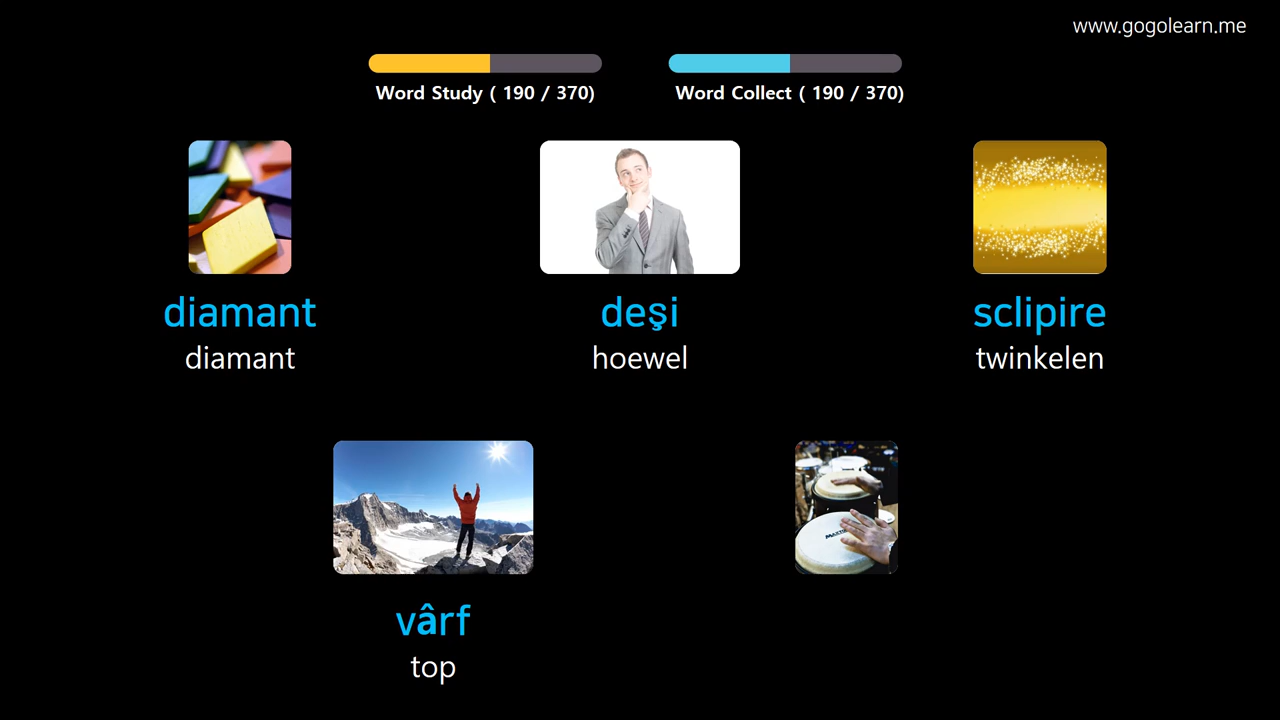 www.gogolearn.me
Word Study ( 190 / 370)
Word Collect ( 190 / 370)
diamant
diamant
deşi
hoewel
sclipire
twinkelen
vârf
top